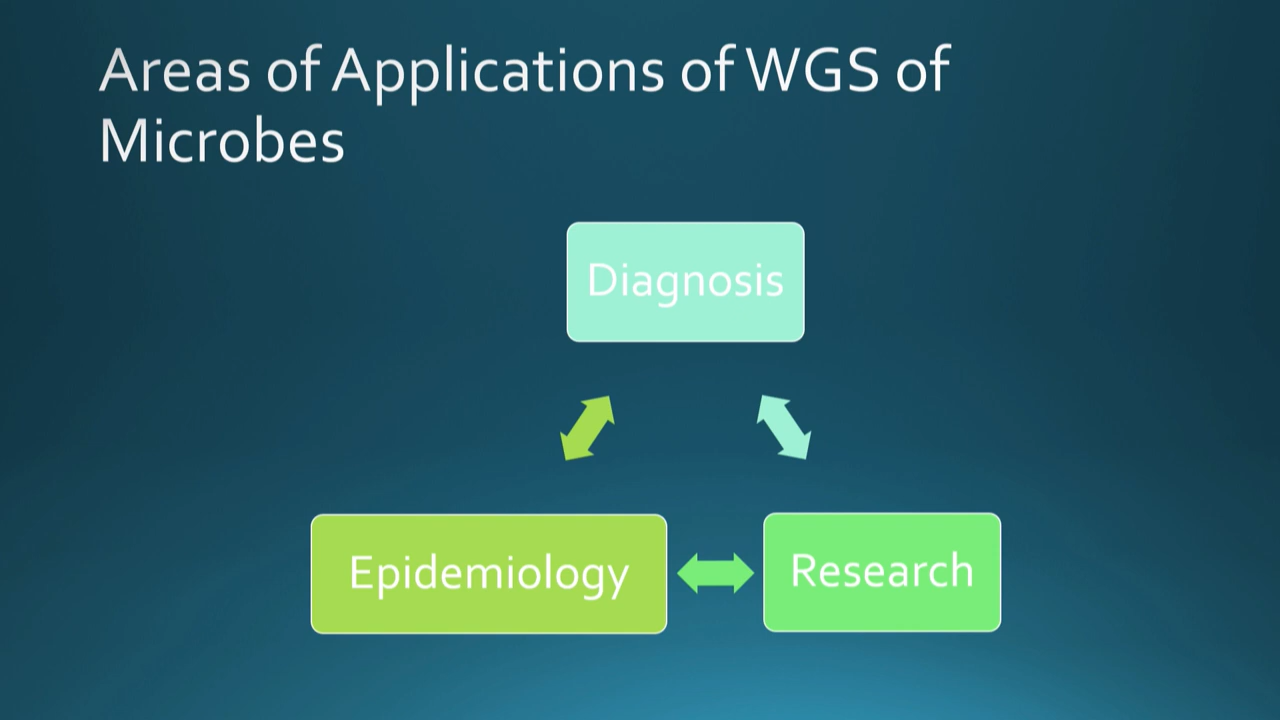 Areas of Applications of WGS of
Microbes
Diagnosis
Epidemiology
Research